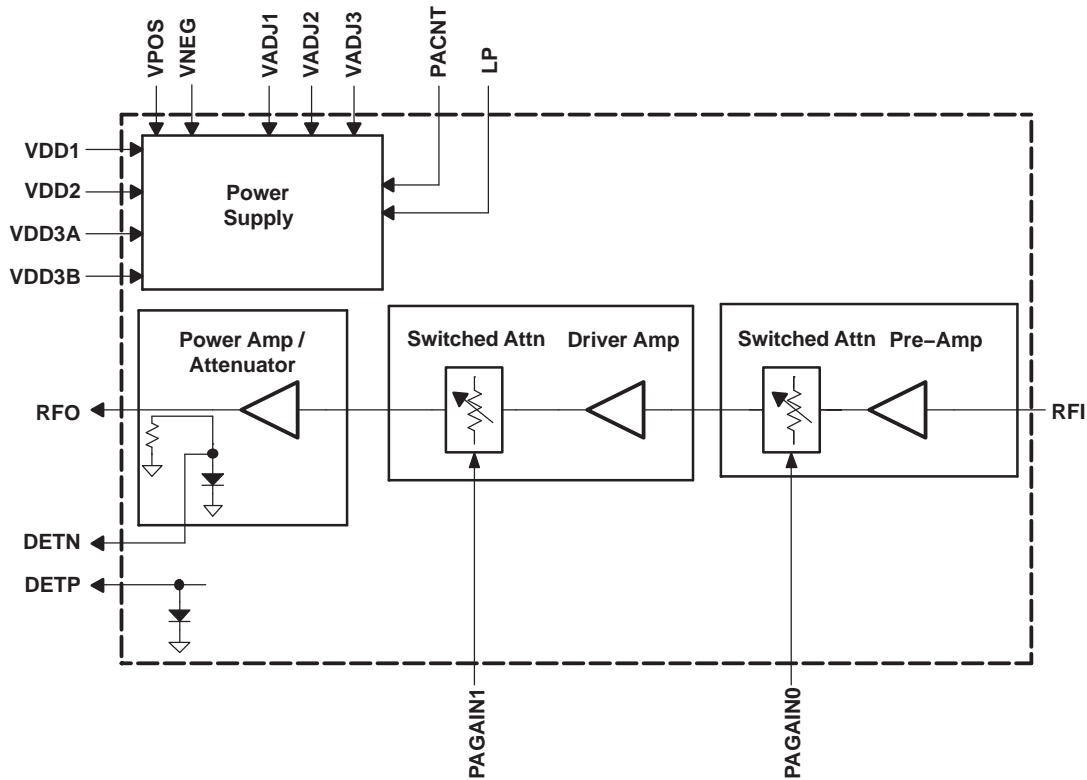 VPOS
VNEG
VADJ1
VADJ2
VADJ3
PACNT
LP
VDD1
VDD2
VDD3A
VDD3B
Power
Supply
Power Amp /
Attenuator
Switched Attn
Driver Amp
Switched Attn
Pre−Amp
RFO
RFI
DETN
DETP
PAGAIN1
PAGAIN0